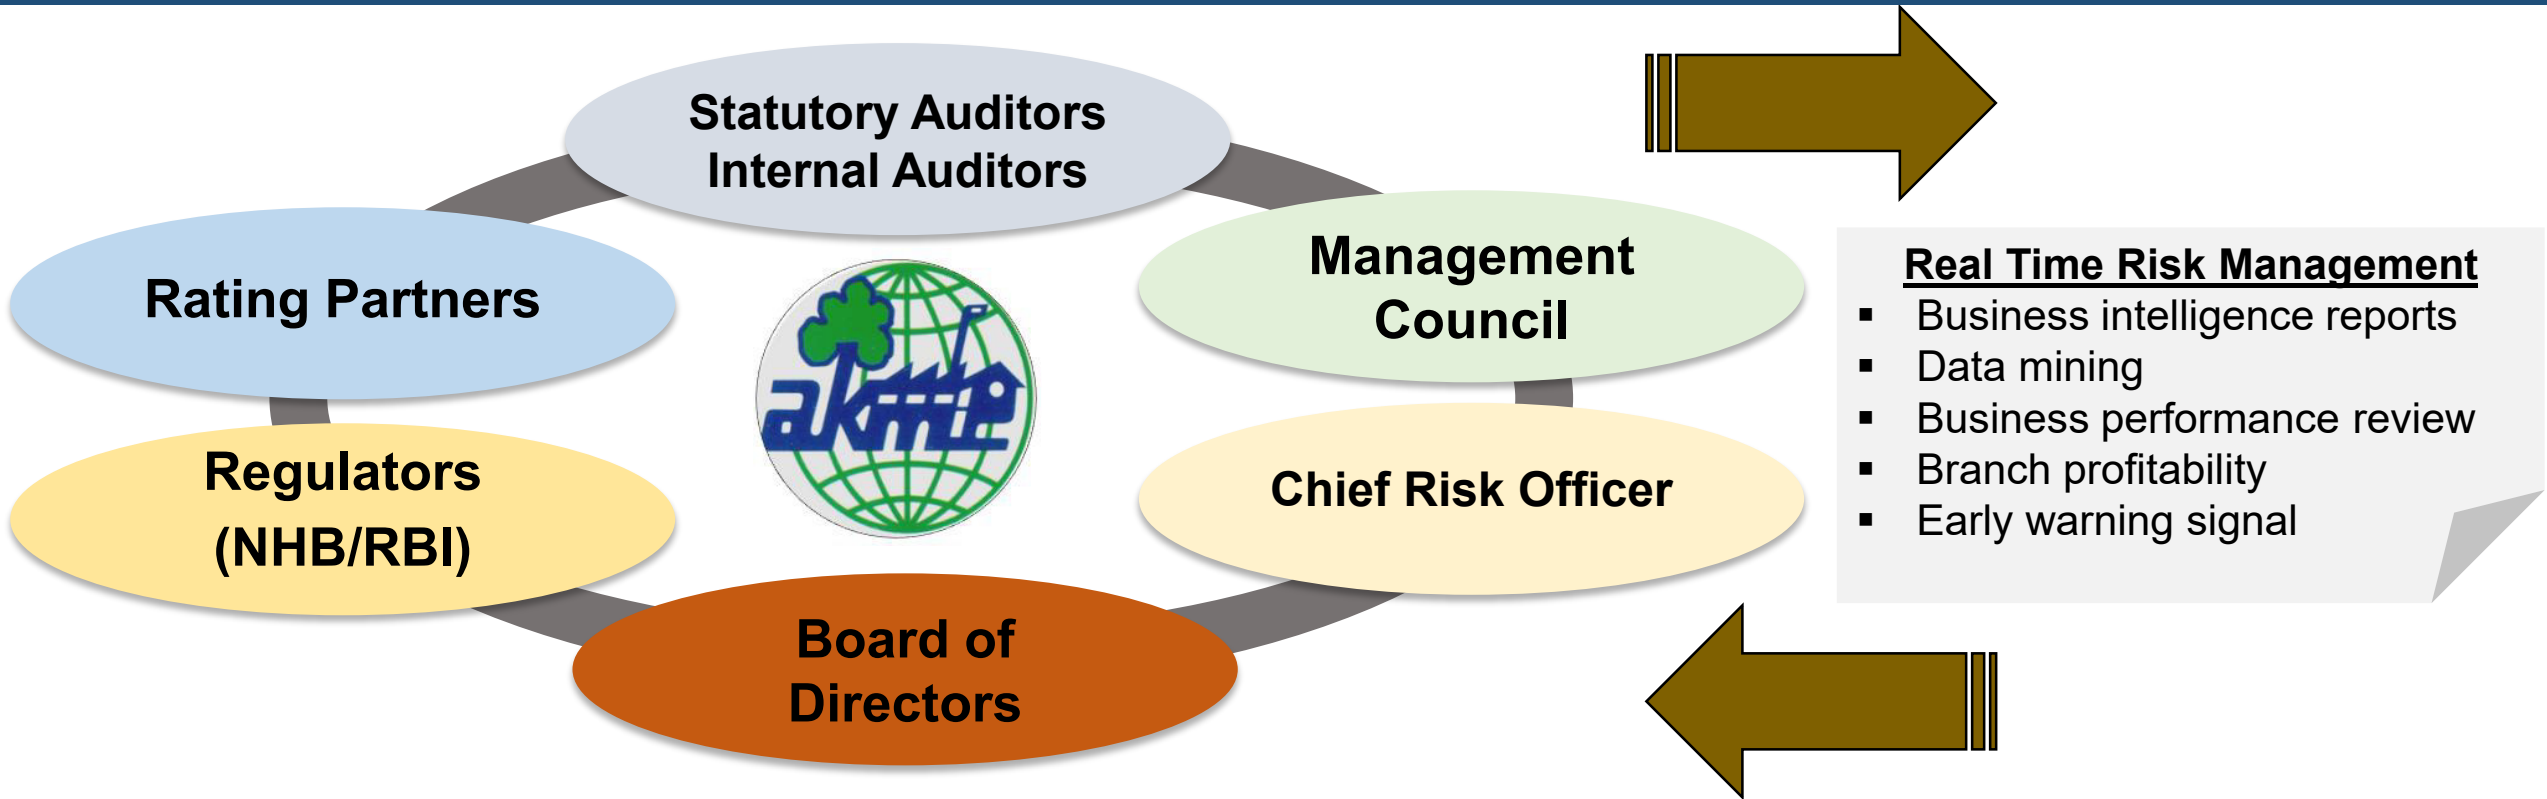 Statutory Auditors
Internal Auditors
Rating Partners
Management
Council
akme
Regulators
(NHB/RBI)
Chief Risk Officer
Board of
Directors
Real Time Risk Management
▪ Business intelligence reports
▪ Data mining
▪ Business performance review
▪ Branch profitability
▪ Early warning signal